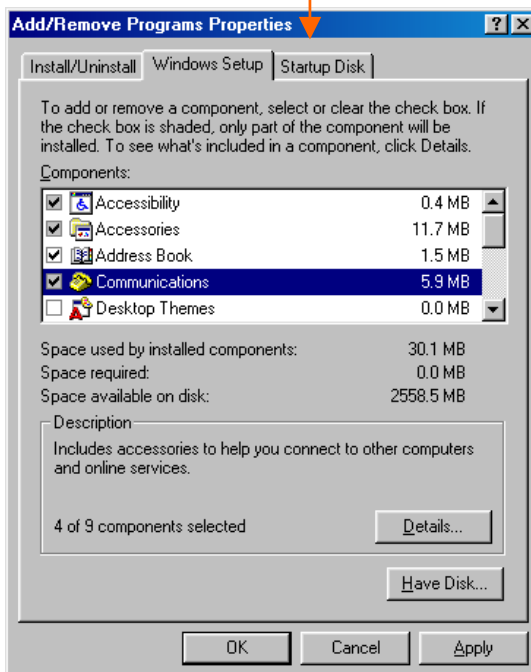 Add/Remove Programs Properties
Install/Uninstall Windows Setup Startup Disk
To add or remove a component, select or clear the check box. If
the check box is shaded, only part of the component will be
installed. To see what's included in a component, click Details.
Components:
Accessibility 0.4 MB
Accessories 11.7 MB
Address Book 1.5 MB
Communications 5.9 MB
Desktop Themes 0.0 MB
Space used by installed components: 30.1 MB
Space required: 0.0 MB
Space available on disk: 2558.5 MB
Description
Includes accessories to help you connect to other computers
and online services.
4 of 9 components selected Details...
Have Disk...
OK Cancel Apply